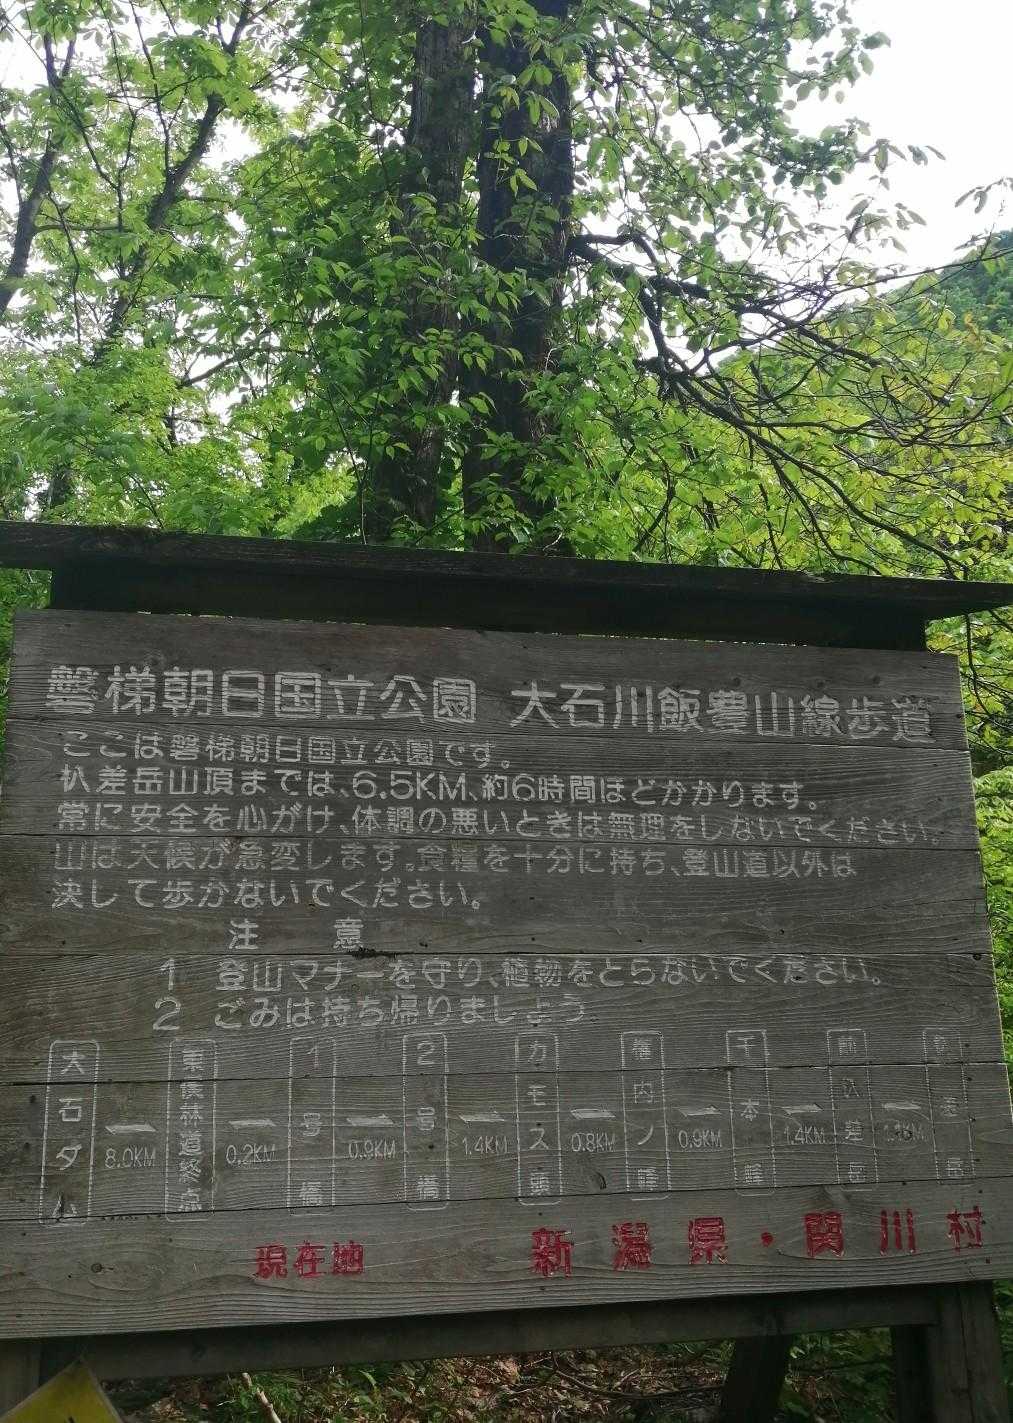 磐梯朝日国立公園 大石川飯豊山線歩道
ここは磐梯朝日国立公園です。
杁差岳山頂までは、6.5KM、約6時間ほどかかります。
常に安全を心がけ、体調の悪いときは無理をしないでください。
山は天候が急変します。食糧を十分に持ち、登山道以外は
決して歩かないでください。
注 意
1 登山マナーを守り、植物をとらないでください。
2 ごみは持ち帰りましょう
大石ダム 8.0KM 東俣林道終点 0.2KM 1号橋 0.9KM 2号橋 1.4KM カモス頭 0.8KM 権内ノ峰 0.9KM 千本峰 1.4KM 前杁差岳
現在地 新潟県・関川村